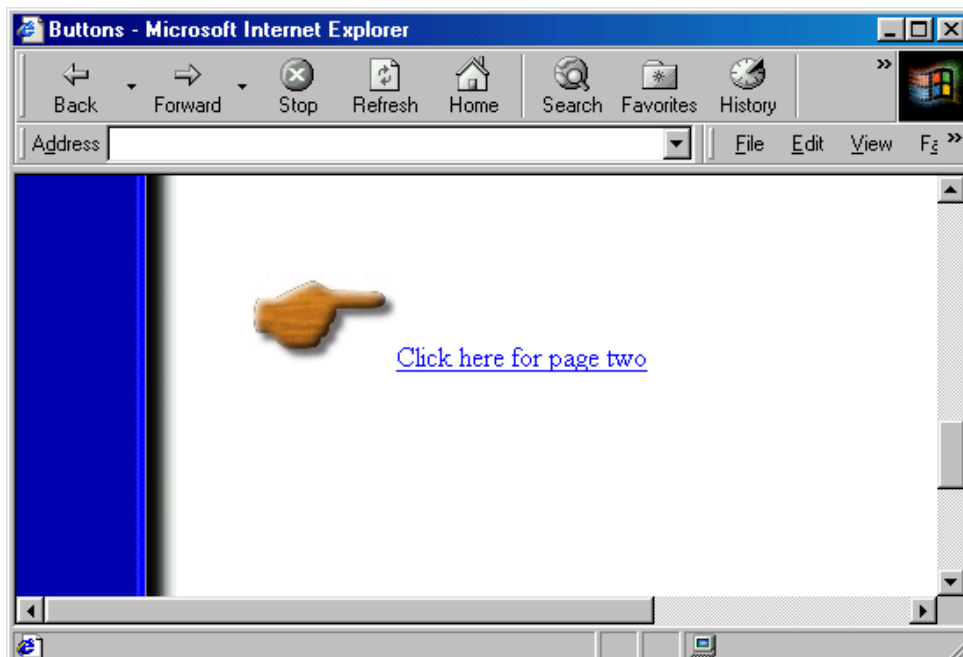 Buttons - Microsoft Internet Explorer
Back Forward Stop Refresh Home Search Favorites History »
Address File Edit View Fa »
Click here for page two